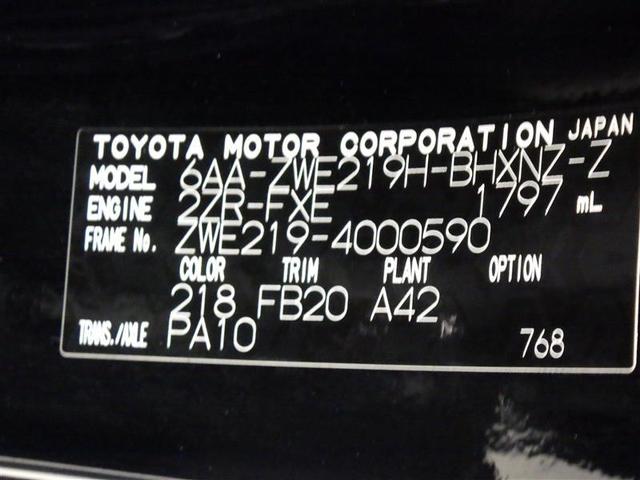 TOYOTA MOTOR CORPORATION JAPAN
MODEL 6AA-ZWE219H-BHXNZ-Z
ENGINE 2ZR-FXE 1797 mL
FRAME No. ZWE219-4000590
COLOR TRIM PLANT OPTION
218 FB20 A42
TRANS./AXLE PA10 768